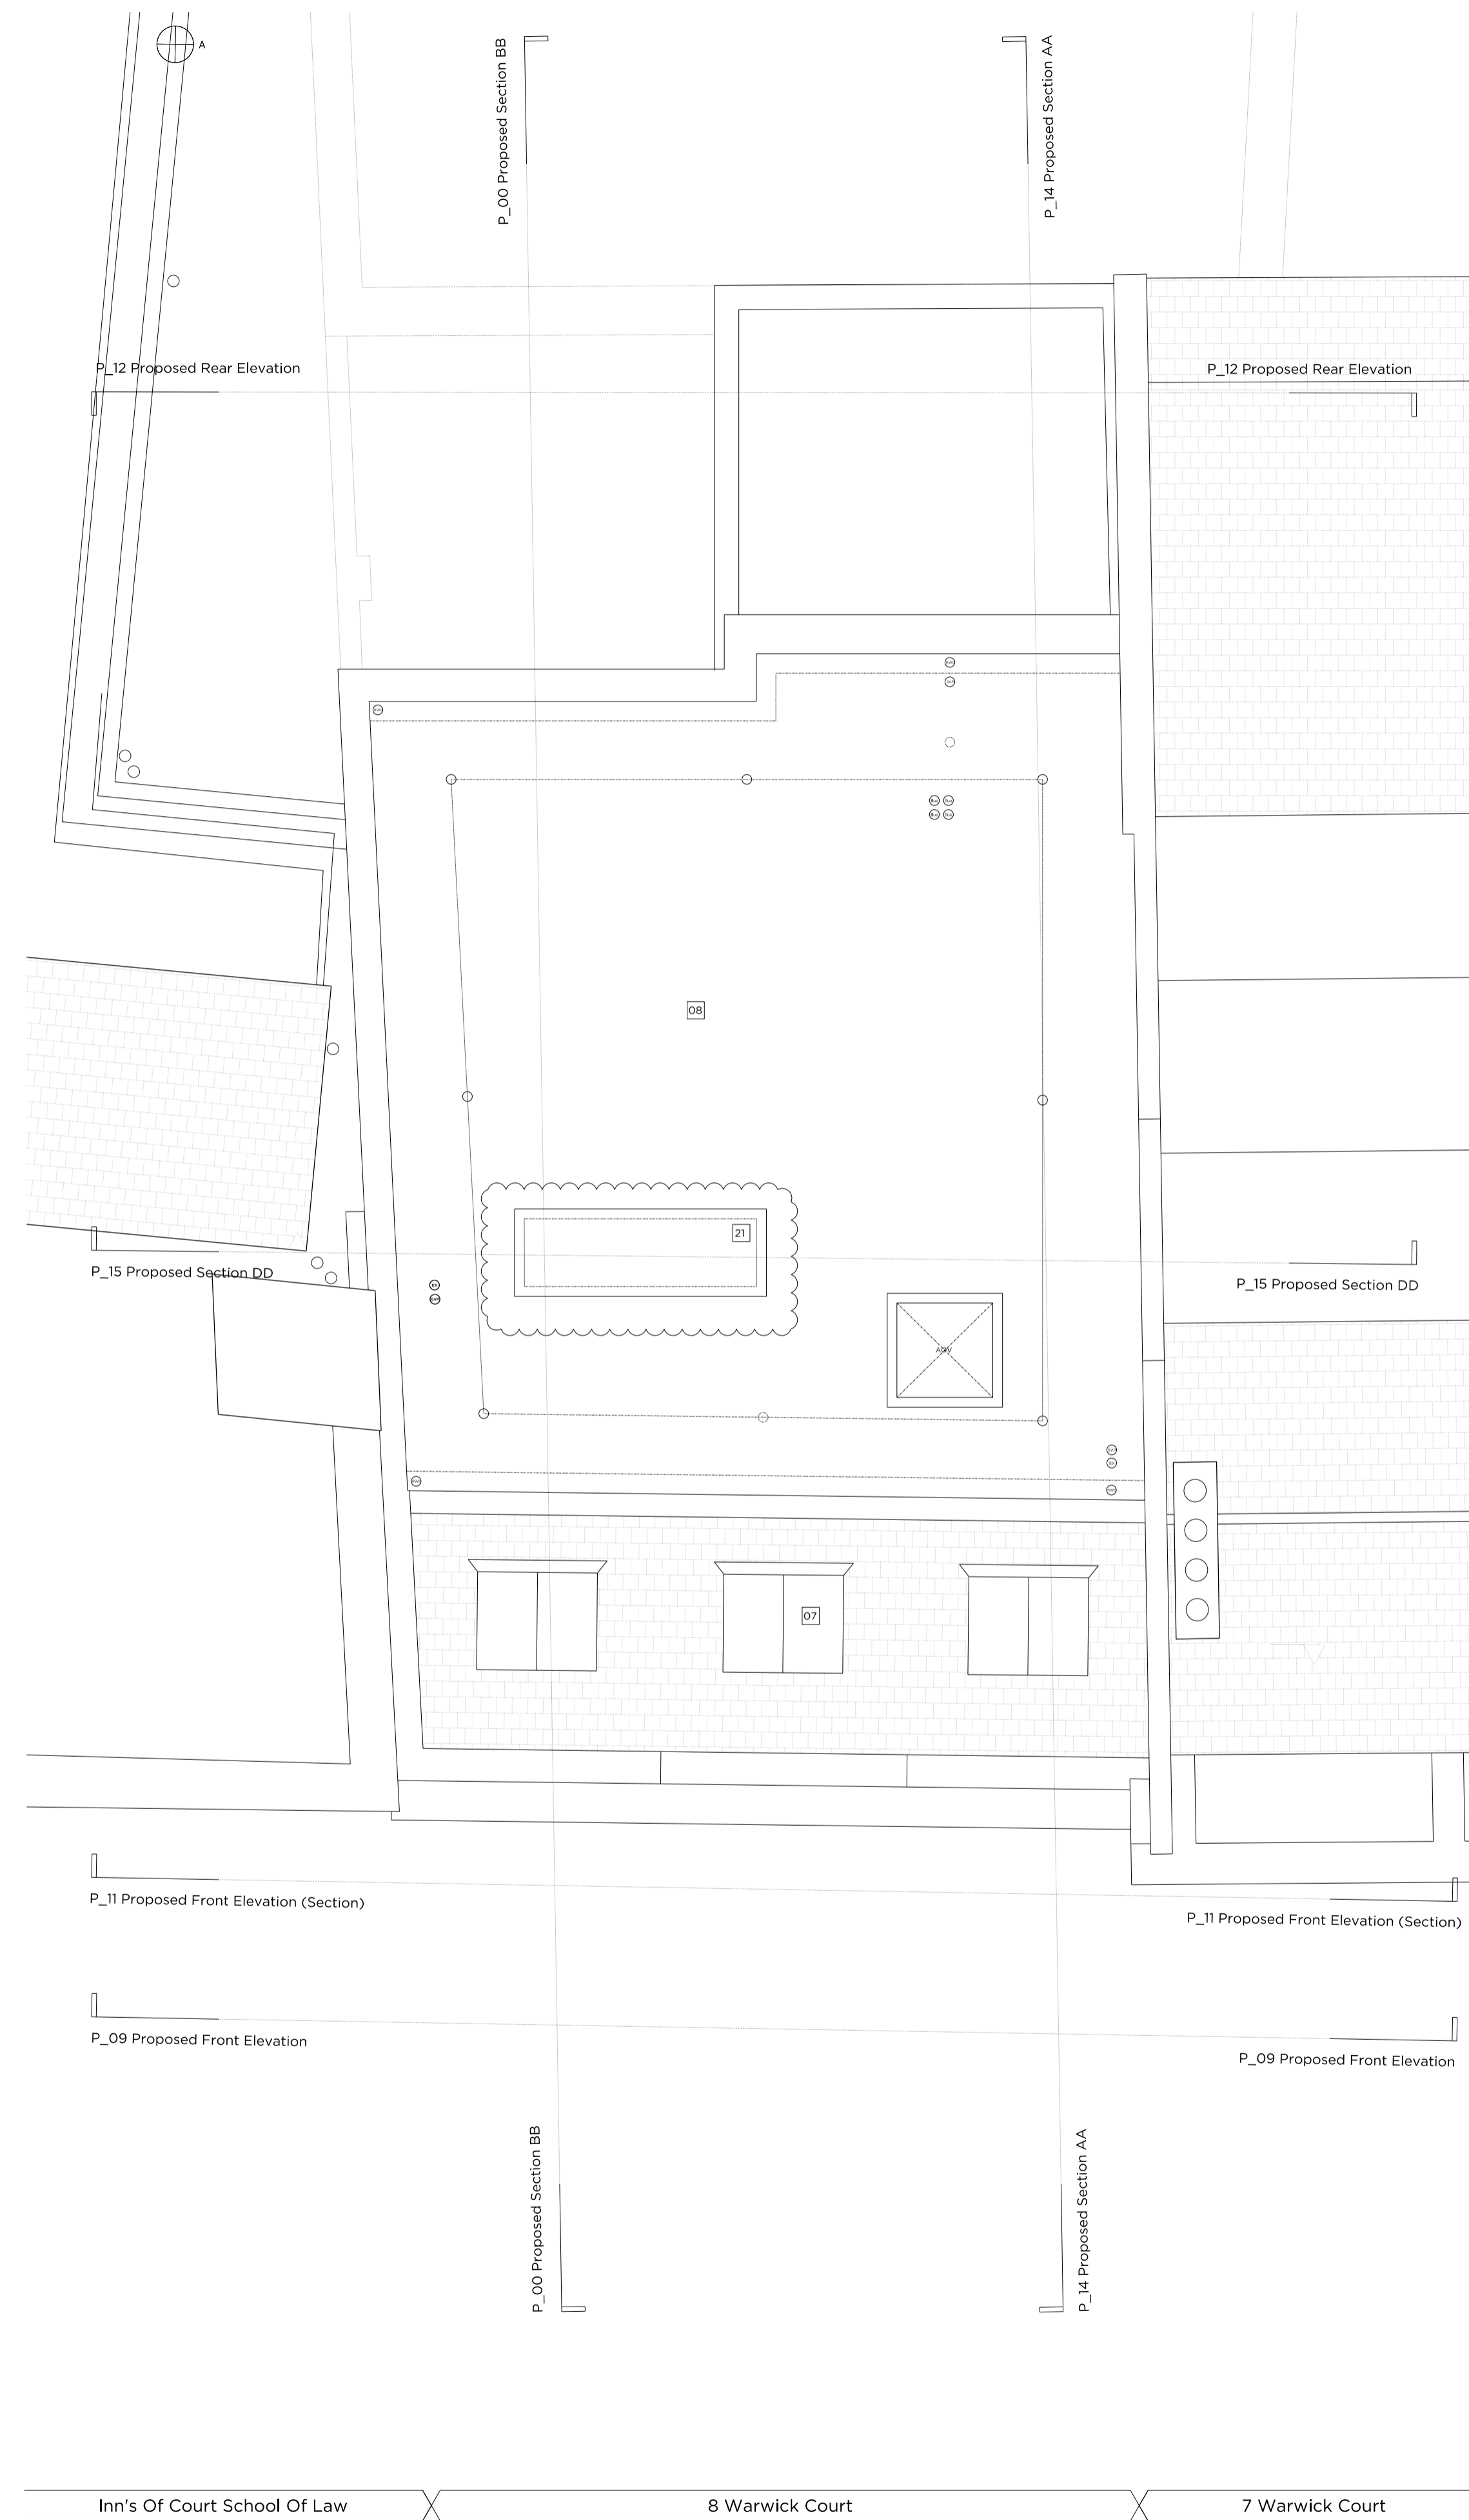 A
P_00 Proposed Section BB
P_14 Proposed Section AA
P_12 Proposed Rear Elevation
P_12 Proposed Rear Elevation
08
21
P_15 Proposed Section DD
P_15 Proposed Section DD
AOV
07
P_11 Proposed Front Elevation (Section)
P_11 Proposed Front Elevation (Section)
P_09 Proposed Front Elevation
P_09 Proposed Front Elevation
P_00 Proposed Section BB
P_14 Proposed Section AA
Inn's Of Court School Of Law
8 Warwick Court
7 Warwick Court